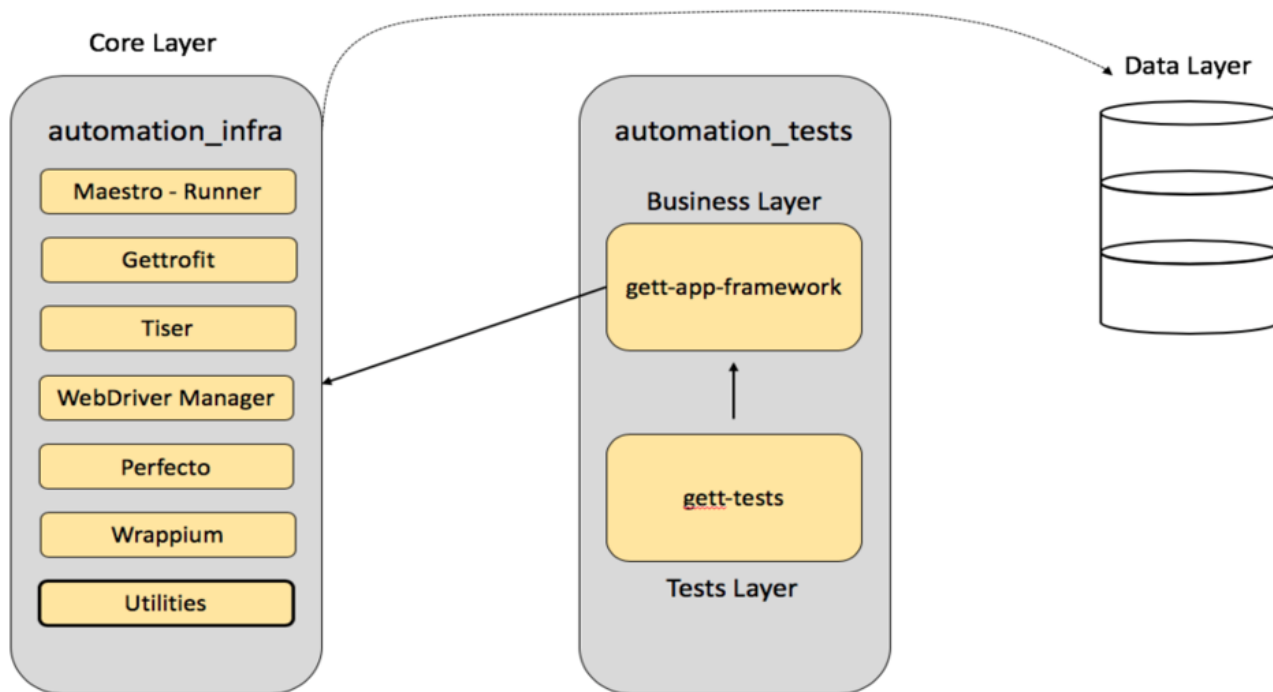 Core Layer
automation_infra
Maestro - Runner
Gettrofit
Tiser
WebDriver Manager
Perfecto
Wrappium
Utilities
automation_tests
Business Layer
gett-app-framework
gett-tests
Tests Layer
Data Layer